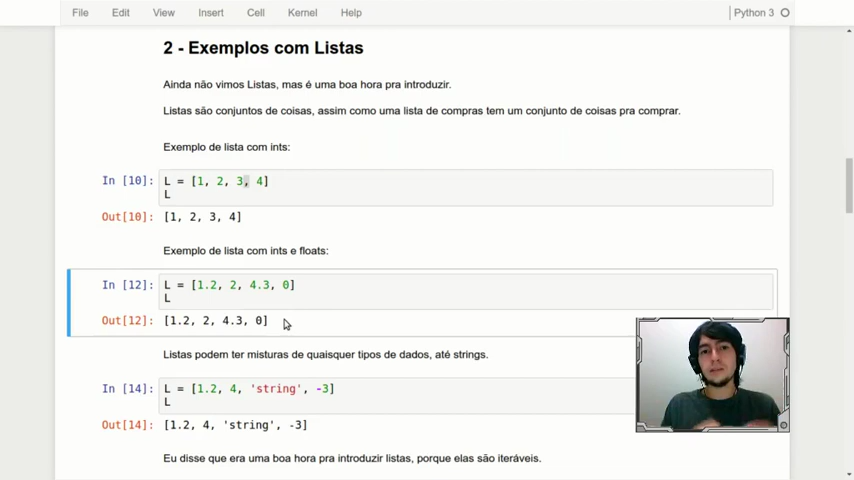 File Edit View Insert Cell Kernel Help Python 3
2 - Exemplos com Listas
Ainda não vimos Listas, mas é uma boa hora pra introduzir.
Listas são conjuntos de coisas, assim como uma lista de compras tem um conjunto de coisas pra comprar.
Exemplo de lista com ints:
In [10]: L = [1, 2, 3, 4]
L
Out[10]: [1, 2, 3, 4]
Exemplo de lista com ints e floats:
In [12]: L = [1.2, 2, 4.3, 0]
L
Out[12]: [1.2, 2, 4.3, 0]
Listas podem ter misturas de quaisquer tipos de dados, até strings.
In [14]: L = [1.2, 4, 'string', -3]
L
Out[14]: [1.2, 4, 'string', -3]
Eu disse que era uma boa hora pra introduzir listas, porque elas são iteráveis.